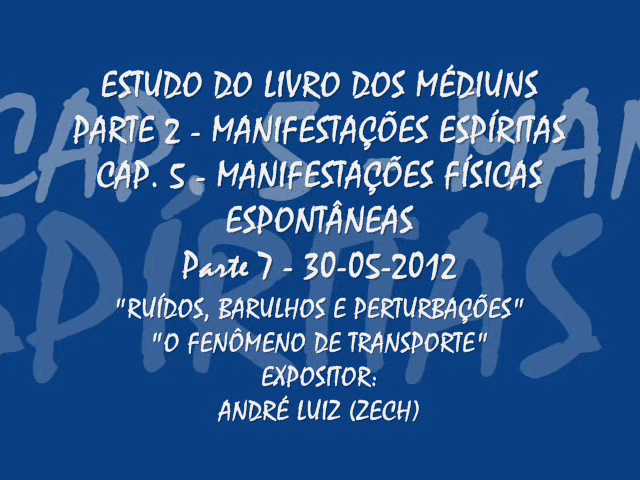 ESTUDO DO LIVRO DOS MÉDIUNS
PARTE 2 - MANIFESTAÇÕES ESPÍRITAS
CAP. 5 - MANIFESTAÇÕES FÍSICAS
ESPONTÂNEAS
Parte 7 - 30-05-2012
"RUÍDOS, BARULHOS E PERTURBAÇÕES"
"O FENÔMENO DE TRANSPORTE"
EXPOSITOR:
ANDRÉ LUIZ (ZECH)